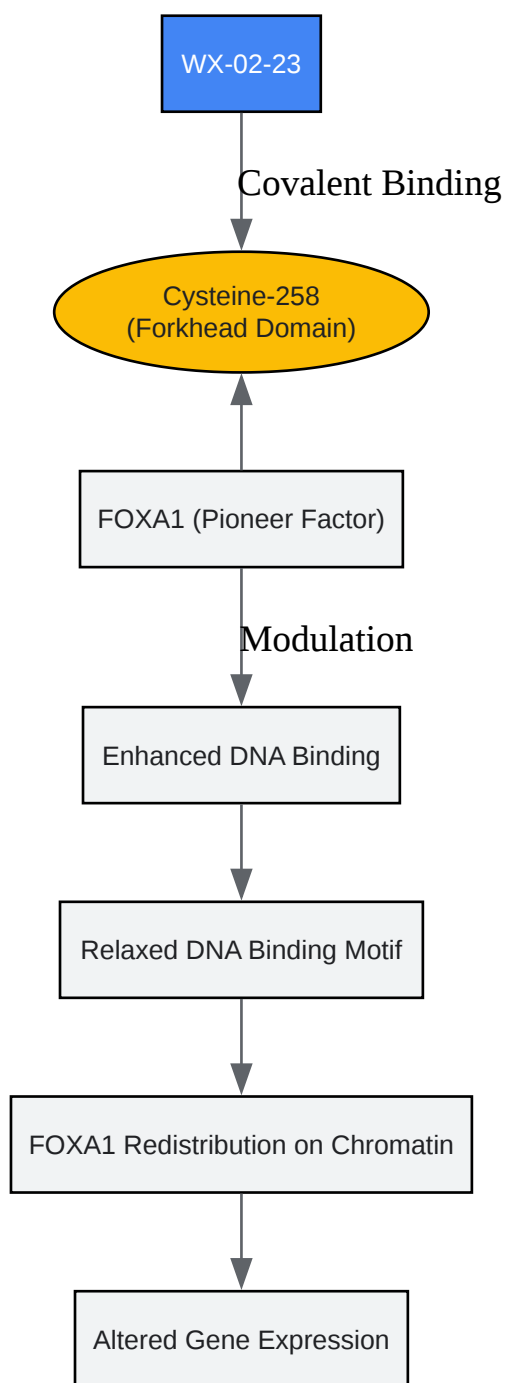 WX-02-23
Covalent Binding
Cysteine-258
(Forkhead Domain)
FOXA1 (Pioneer Factor)
Modulation
Enhanced DNA Binding
Relaxed DNA Binding Motif
FOXA1 Redistribution on Chromatin
Altered Gene Expression